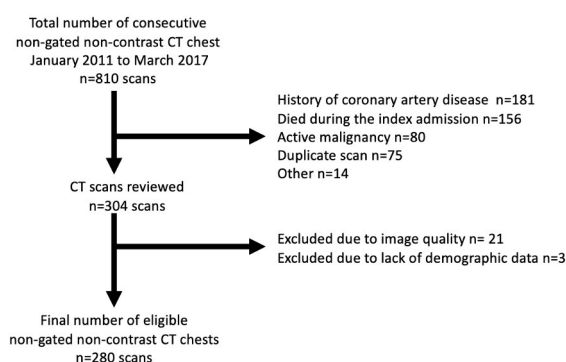 Total number of consecutive
non-gated non-contrast CT chest
January 2011 to March 2017
n=810 scans
History of coronary artery disease n=181
Died during the index admission n=156
Active malignancy n=80
Duplicate scan n=75
Other n=14
CT scans reviewed
n=304 scans
Excluded due to image quality n= 21
Excluded due to lack of demographic data n=3
Final number of eligible
non-gated non-contrast CT chests
n=280 scans